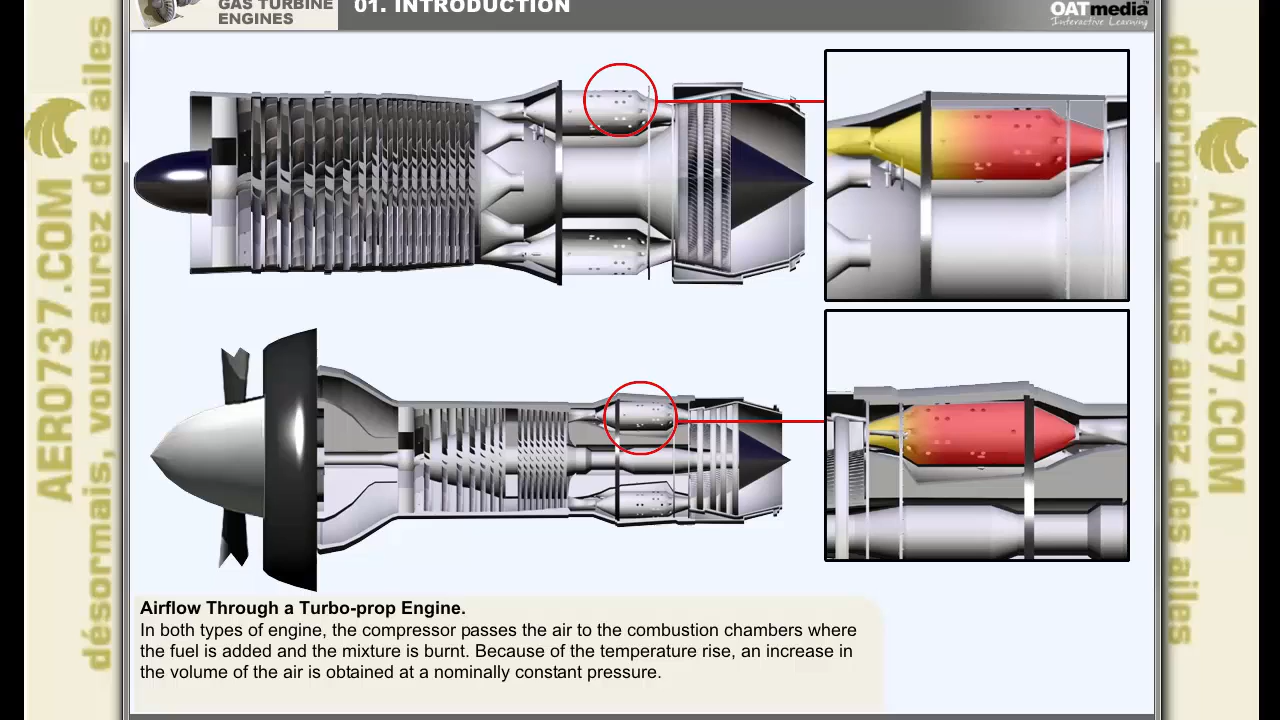 GAS TURBINE
ENGINES
01. INTRODUCTION
OATmedia™
Interactive Learning
AERO737.COM
désormais, vous aurez des ailes
AERO737.COM
désormais, vous aurez des ailes
Airflow Through a Turbo-prop Engine.
In both types of engine, the compressor passes the air to the combustion chambers where
the fuel is added and the mixture is burnt. Because of the temperature rise, an increase in
the volume of the air is obtained at a nominally constant pressure.